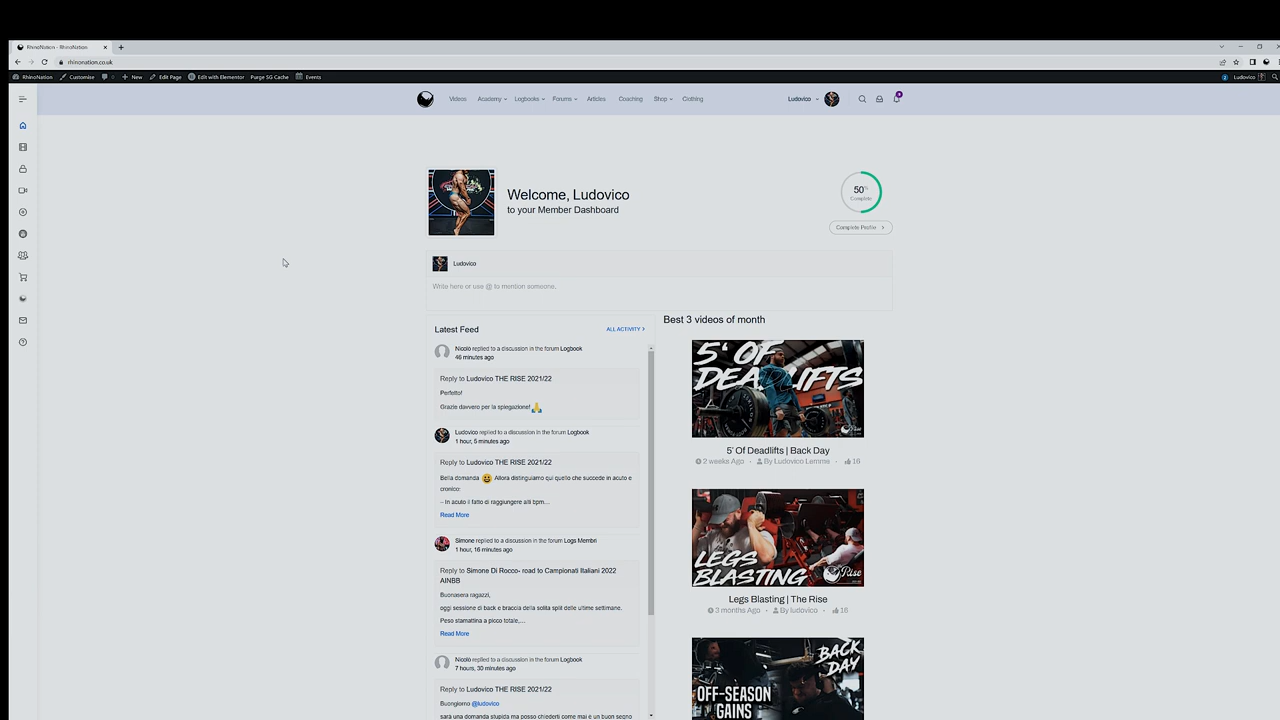 RhinoNation - RhinoNation
rhinonation.co.uk
RhinoNation Customise 0 New Edit Page Edit with Elementor Purge SG Cache Events Ludovico
Videos Academy Logbooks Forums Articles Coaching Shop Clothing Ludovico
Welcome, Ludovico
to your Member Dashboard
50%
Complete
Complete Profile
Ludovico
Write here or use @ to mention someone.
Latest Feed
ALL ACTIVITY
Nicolò replied to a discussion in the forum Logbook
46 minutes ago
Reply to Ludovico THE RISE 2021/22
Perfetto!
Grazie davvero per la spiegazione! 🙏
Ludovico replied to a discussion in the forum Logbook
1 hour, 5 minutes ago
Reply to Ludovico THE RISE 2021/22
Bella domanda 😃 Allora distinguiamo qui quello che succede in acuto e
cronico:
– In acuto il fatto di raggiungere alti bpm...
Read More
Simone replied to a discussion in the forum Logs Membri
1 hour, 16 minutes ago
Reply to Simone Di Rocco- road to Campionati Italiani 2022
AINBB
Buonasera ragazzi,
oggi sessione di back e braccia della solita split delle ultime settimane.
Peso stamattina a picco totale,...
Read More
Nicolò replied to a discussion in the forum Logbook
7 hours, 30 minutes ago
Reply to Ludovico THE RISE 2021/22
Buongiorno @ludovico
sarà una domanda stupida ma posso chiederti come mai è un buon segno
Best 3 videos of month
5' OF
DEADLIFTS
Rise
5' Of Deadlifts | Back Day
2 weeks Ago • By Ludovico Lemme • 16
LEGS
BLASTING
Rise
Legs Blasting | The Rise
3 months Ago • By ludovico • 18
BACK
DAY
OFF-SEASON
GAINS